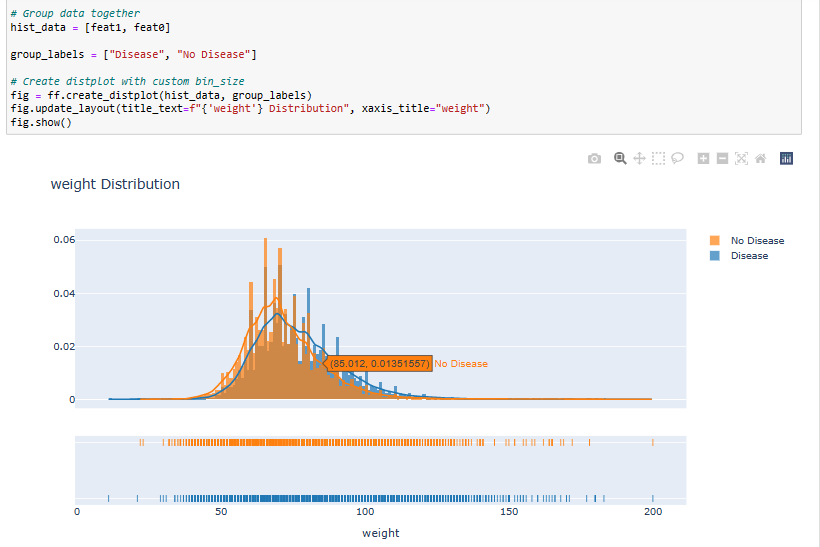 # Group data together
hist_data = [feat1, feat0]
group_labels = ["Disease", "No Disease"]
# Create distplot with custom bin_size
fig = ff.create_distplot(hist_data, group_labels)
fig.update_layout(title_text=f"{'weight'} Distribution", xaxis_title="weight")
fig.show()
weight Distribution
0.06
0.04
0.02
0
(85.012, 0.01351557) No Disease
No Disease
Disease
0
50
100
150
200
weight